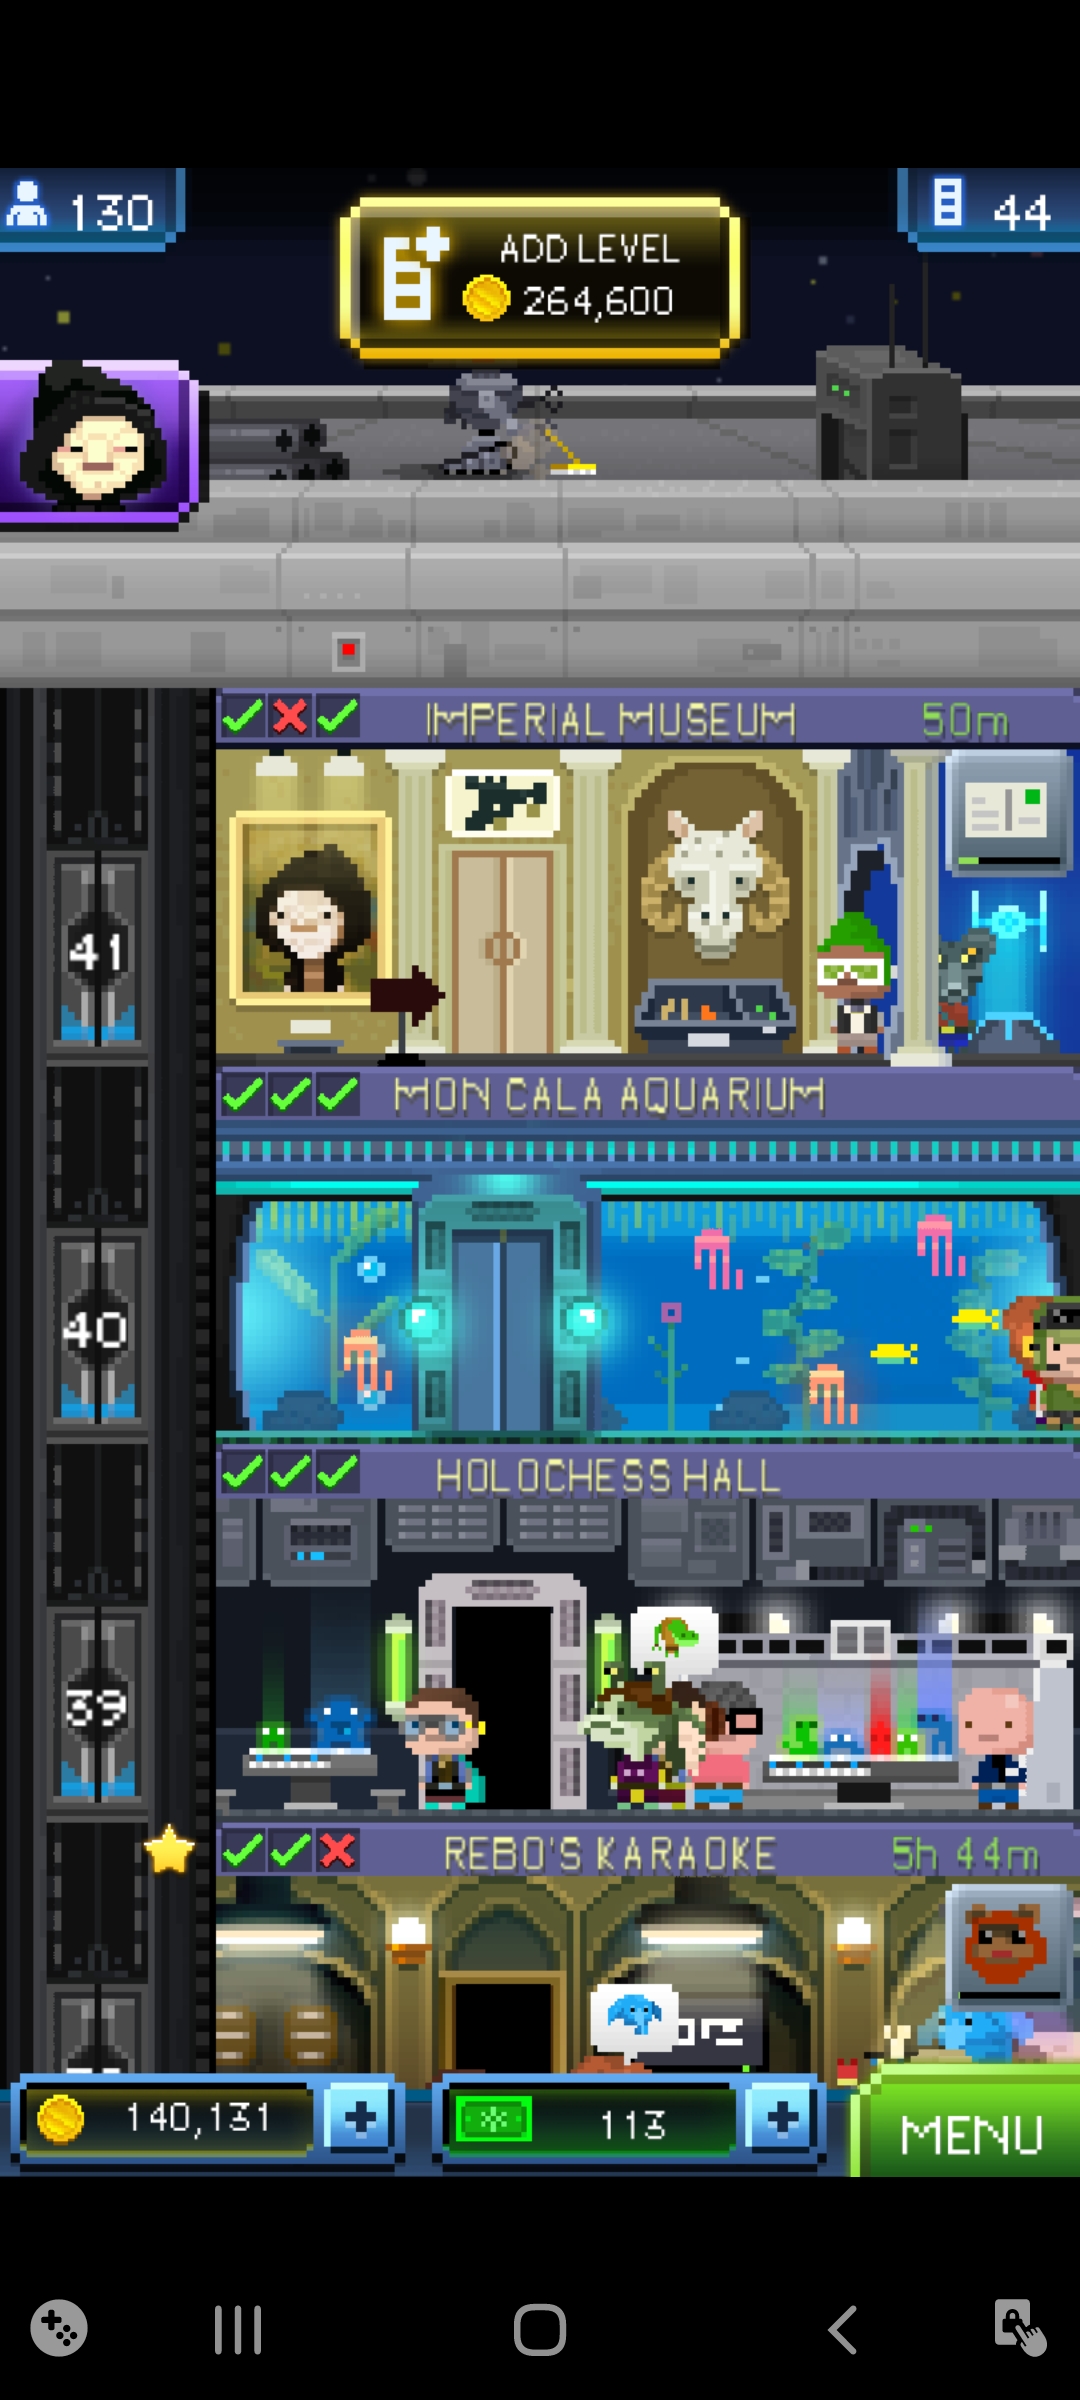 130
ADD LEVEL
264,600
44
IMPERIAL MUSEUM 50m
41
MON CALA AQUARIUM
40
HOLOCHESS HALL
39
REBO'S KARAOKE 5h 44m
140,131
113
MENU